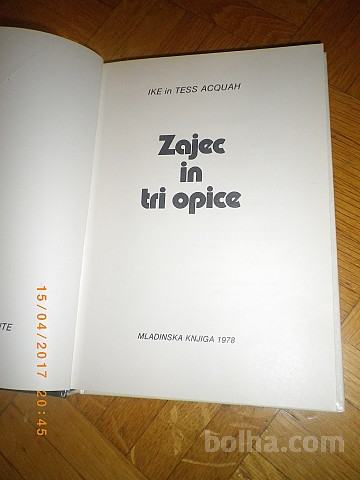 IKE in TESS ACQUAH
Zajec
in
tri opice
MLADINSKA KNJIGA 1978
15/04/2017 20:45
bolha.com